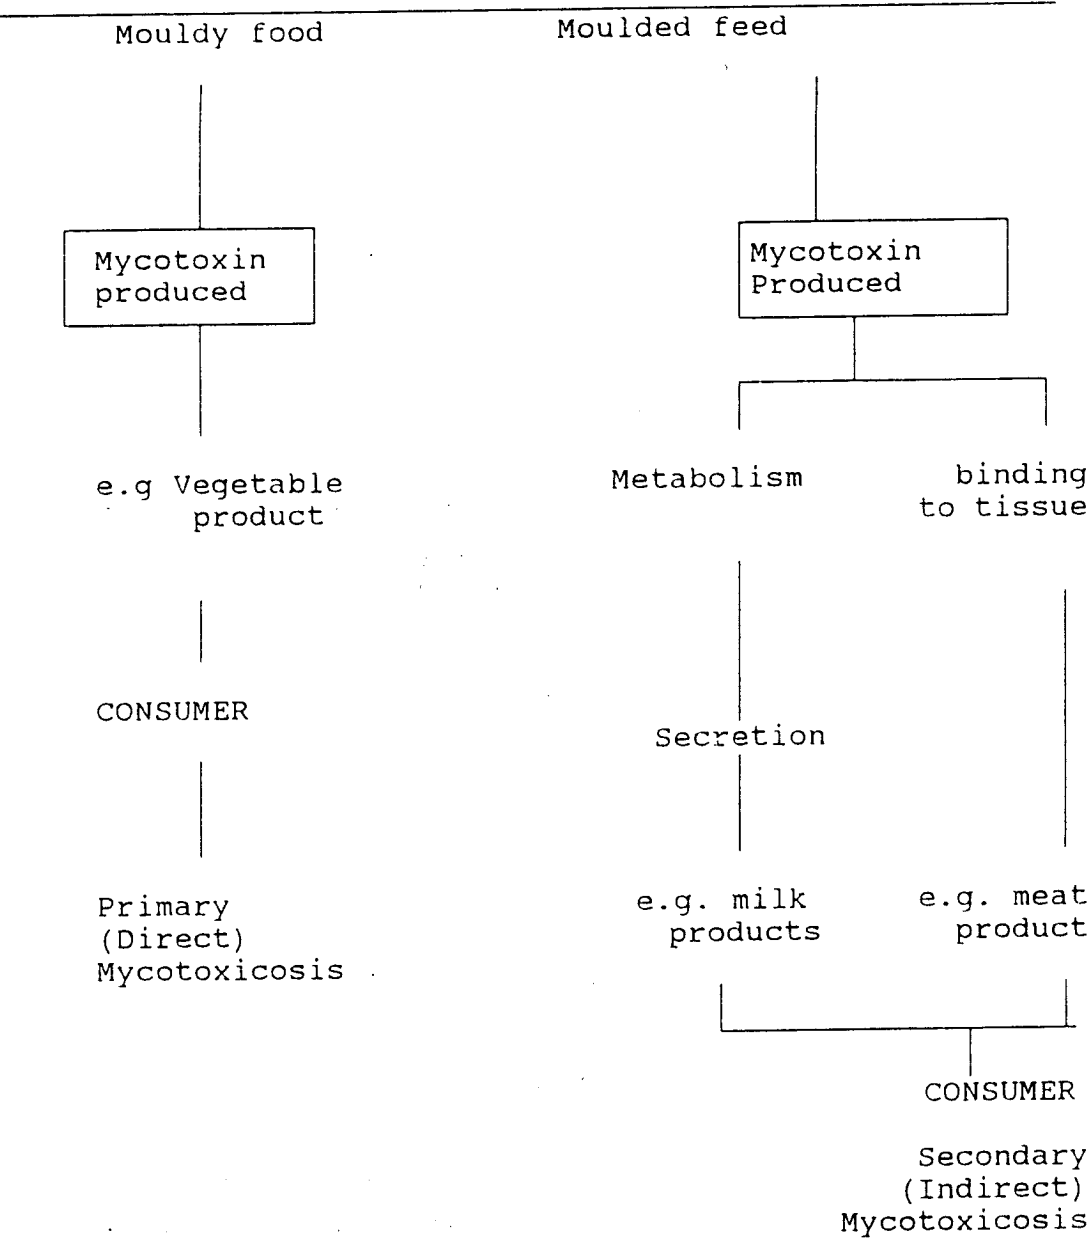 Mouldy food
Moulded feed
Mycotoxin
produced
Mycotoxin
Produced
e.g Vegetable
product
Metabolism
binding
to tissue
CONSUMER
Secretion
Primary
(Direct)
Mycotoxicosis
e.g. milk
products
e.g. meat
product
CONSUMER
Secondary
(Indirect)
Mycotoxicosis